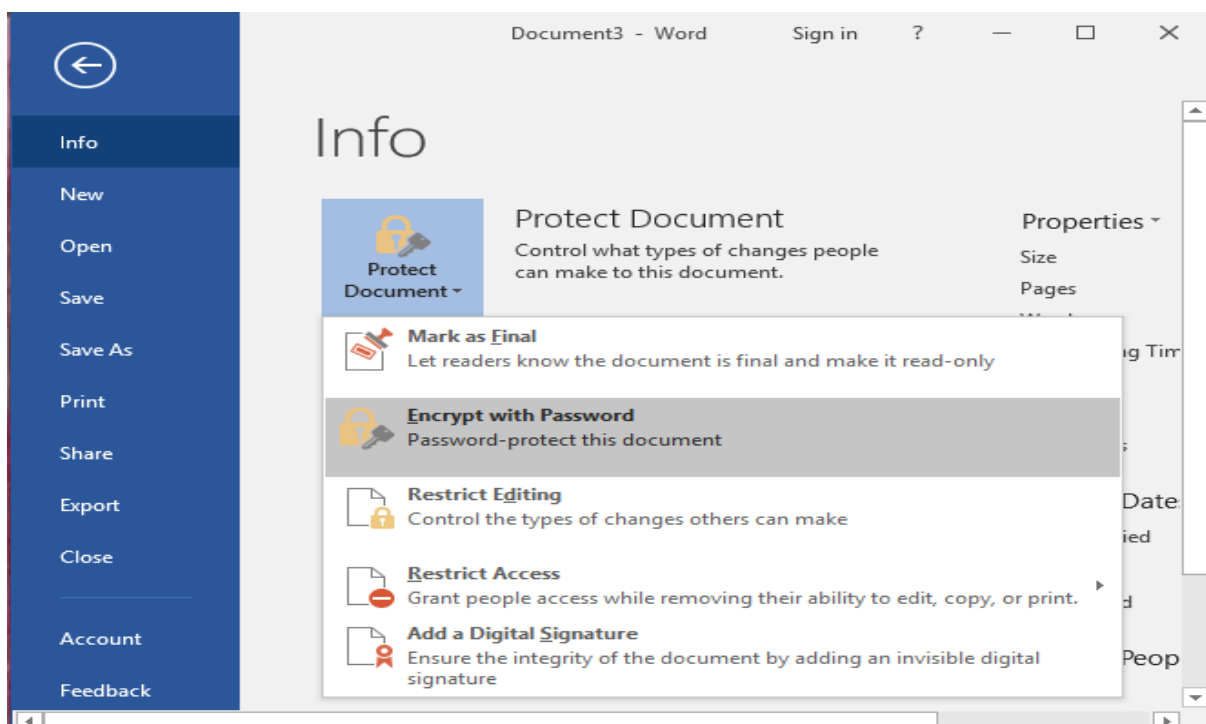 Document3 - Word Sign in ?
Info
New
Open
Save
Save As
Print
Share
Export
Close
Account
Feedback
Info
Protect
Document
Protect Document
Control what types of changes people
can make to this document.
Properties
Size
Pages
Mark as Final
Let readers know the document is final and make it read-only
Encrypt with Password
Password-protect this document
Restrict Editing
Control the types of changes others can make
Restrict Access
Grant people access while removing their ability to edit, copy, or print.
Add a Digital Signature
Ensure the integrity of the document by adding an invisible digital
signature